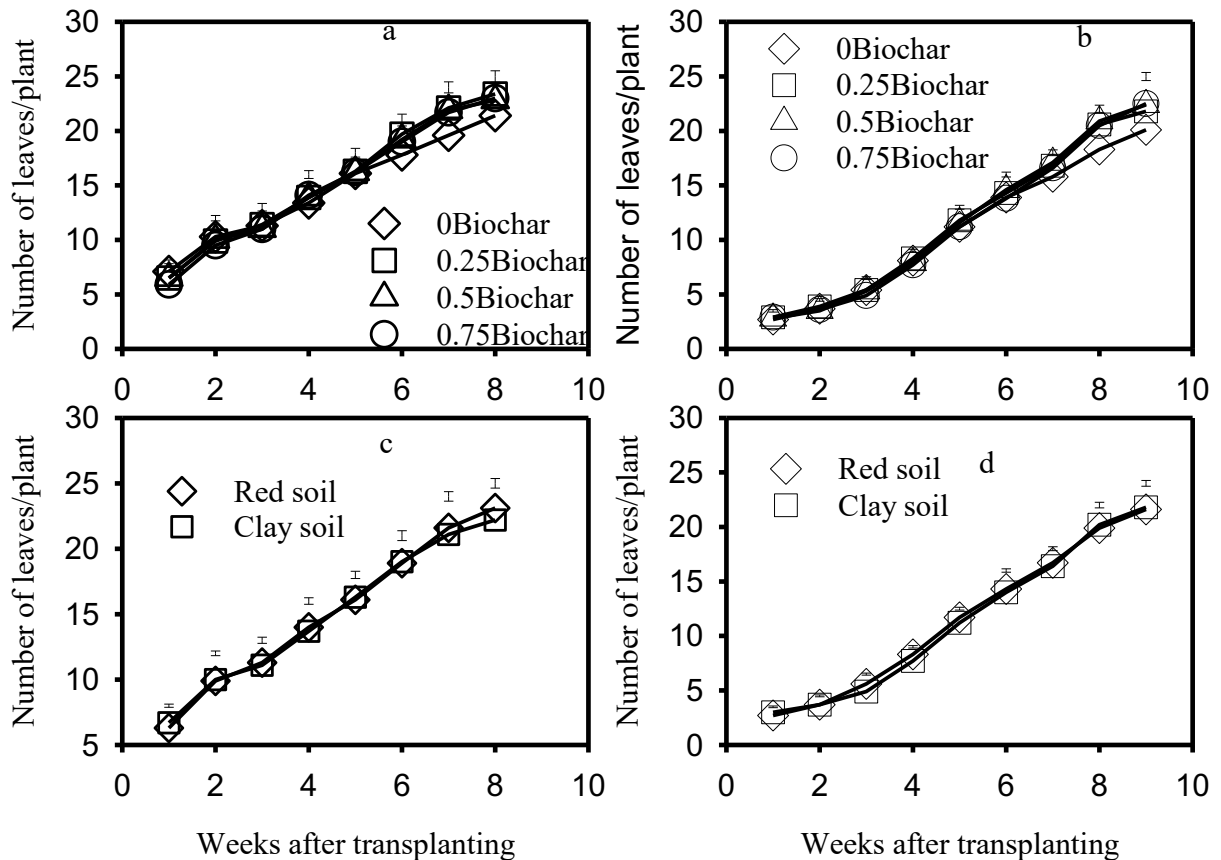 a
Number of leaves/plant
30
25
20
15
10
5
0
0Biochar
0.25Biochar
0.5Biochar
0.75Biochar
0 2 4 6 8 10
b
Number of leaves/plant
30
25
20
15
10
5
0
0Biochar
0.25Biochar
0.5Biochar
0.75Biochar
0 2 4 6 8 10
c
Number of leaves/plant
30
25
20
15
10
5
Red soil
Clay soil
0 2 4 6 8 10
Weeks after transplanting
d
Number of leaves/plant
30
25
20
15
10
5
0
Red soil
Clay soil
0 2 4 6 8 10
Weeks after transplanting